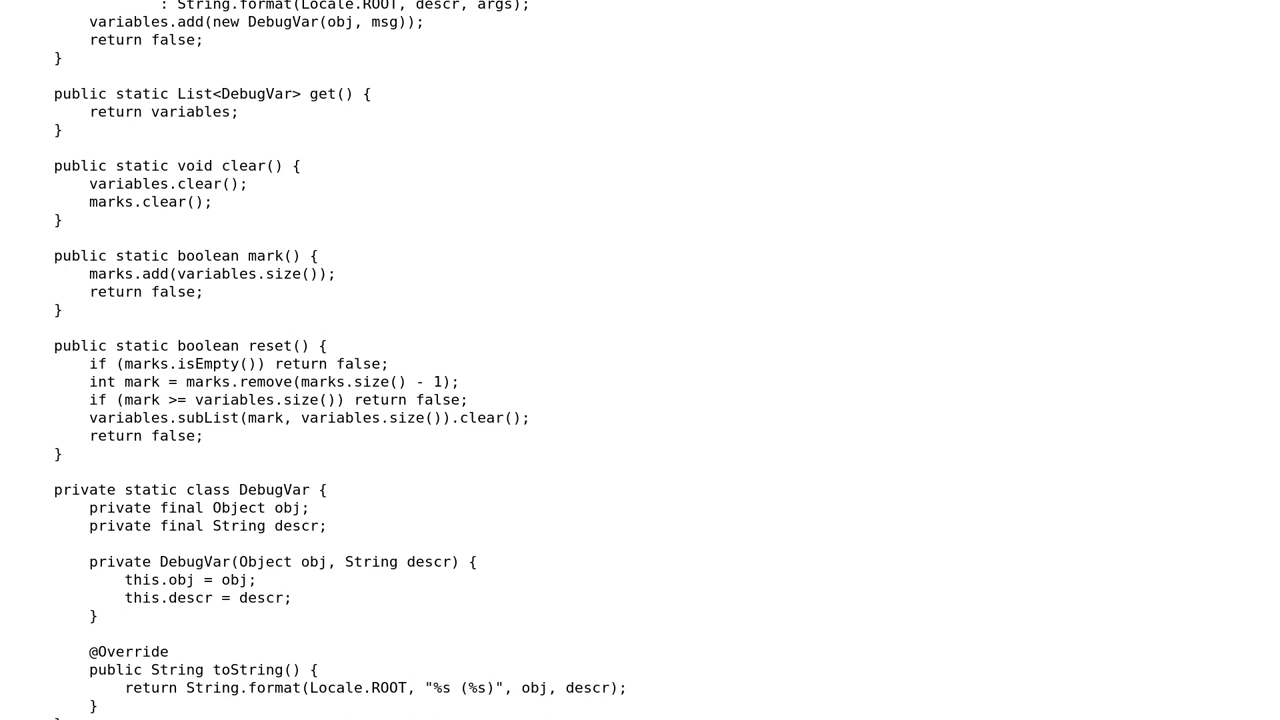 : String.format(Locale.ROOT, descr, args);
variables.add(new DebugVar(obj, msg));
return false;
}
public static List<DebugVar> get() {
return variables;
}
public static void clear() {
variables.clear();
marks.clear();
}
public static boolean mark() {
marks.add(variables.size());
return false;
}
public static boolean reset() {
if (marks.isEmpty()) return false;
int mark = marks.remove(marks.size() - 1);
if (mark >= variables.size()) return false;
variables.subList(mark, variables.size()).clear();
return false;
}
private static class DebugVar {
private final Object obj;
private final String descr;
private DebugVar(Object obj, String descr) {
this.obj = obj;
this.descr = descr;
}
@Override
public String toString() {
return String.format(Locale.ROOT, "%s (%s)", obj, descr);
}